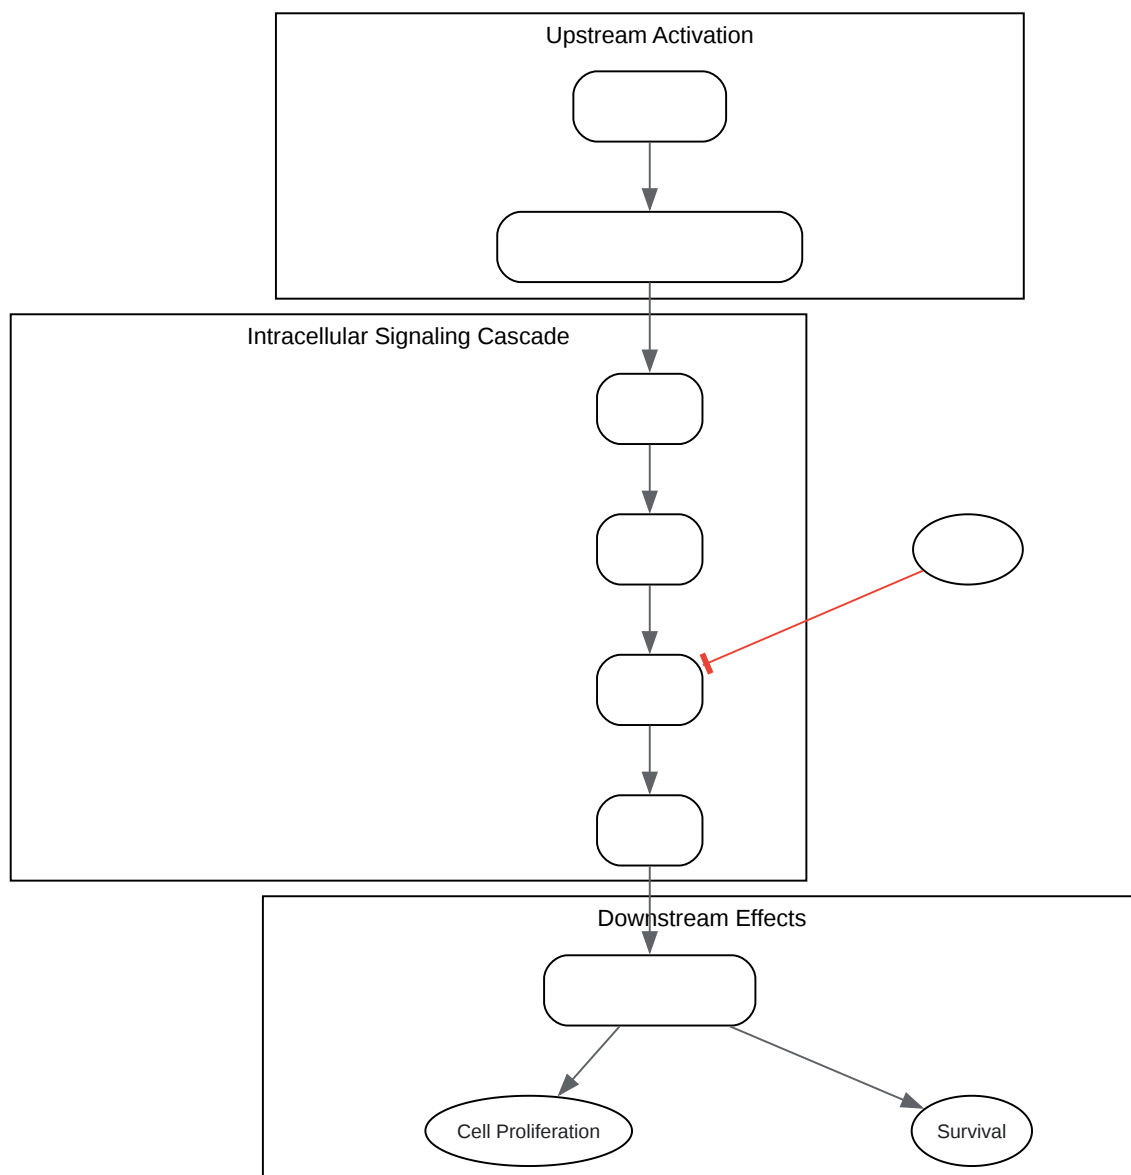 Upstream Activation
Intracellular Signaling Cascade
Downstream Effects
Cell Proliferation
Survival